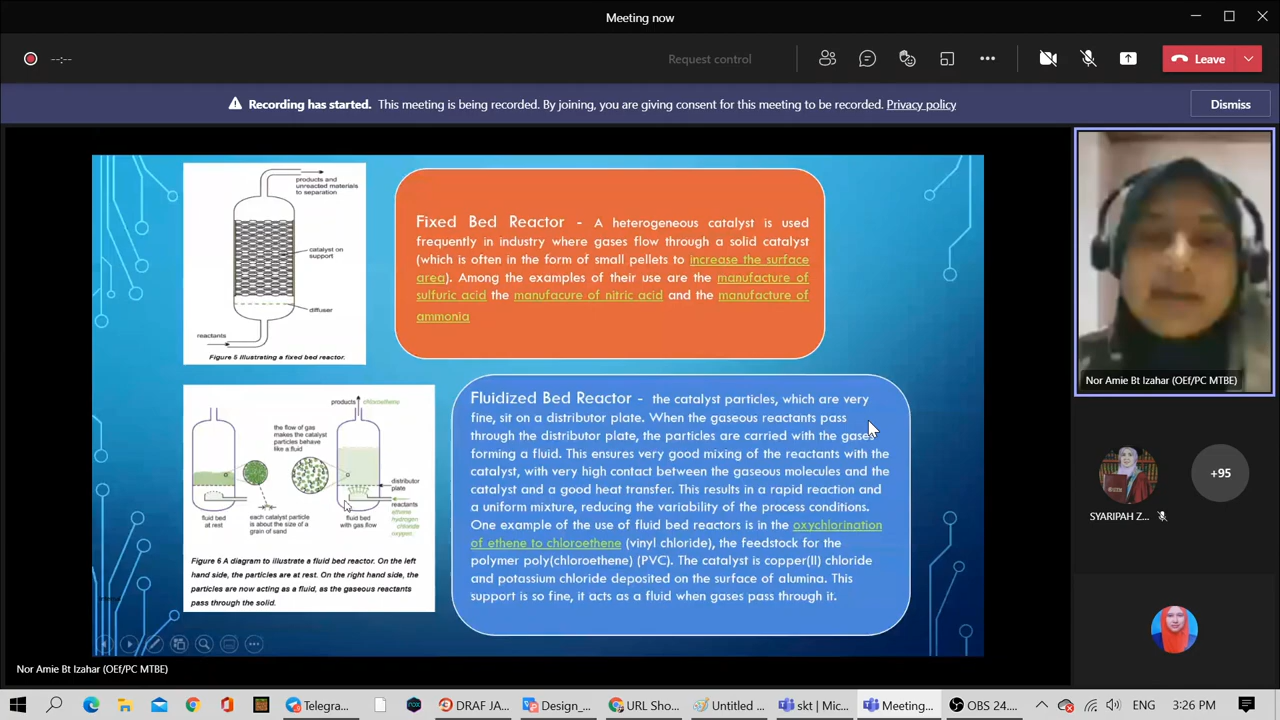 Meeting now
--:--
Request control
Leave
Recording has started. This meeting is being recorded. By joining, you are giving consent for this meeting to be recorded. Privacy policy
Dismiss
products and
unreacted materials
to separation
catalyst on
support
diffuser
reactants
Figure 5 Illustrating a fixed bed reactor.
Fixed Bed Reactor - A heterogeneous catalyst is used
frequently in industry where gases flow through a solid catalyst
(which is often in the form of small pellets to increase the surface
area). Among the examples of their use are the manufacture of
sulfuric acid the manufacure of nitric acid and the manufacture of
ammonia
products chloroethene
the flow of gas
makes the catalyst
particles behave
like a fluid
distributor
plate
reactants
ethene
hydrogen
chloride
oxygen
fluid bed
at rest
each catalyst particle
is about the size of a
grain of sand
fluid bed
with gas flow
Figure 6 A diagram to illustrate a fluid bed reactor. On the left
hand side, the particles are at rest. On the right hand side, the
particles are now acting as a fluid, as the gaseous reactants
pass through the solid.
Fluidized Bed Reactor - the catalyst particles, which are very
fine, sit on a distributor plate. When the gaseous reactants pass
through the distributor plate, the particles are carried with the gases
forming a fluid. This ensures very good mixing of the reactants with the
catalyst, with very high contact between the gaseous molecules and the
catalyst and a good heat transfer. This results in a rapid reaction and
a uniform mixture, reducing the variability of the process conditions.
One example of the use of fluid bed reactors is in the oxychlorination
of ethene to chloroethene (vinyl chloride), the feedstock for the
polymer poly(chloroethene) (PVC). The catalyst is copper(II) chloride
and potassium chloride deposited on the surface of alumina. This
support is so fine, it acts as a fluid when gases pass through it.
Nor Amie Bt Izahar (OEf/PC MTBE)
+95
Nor Amie Bt Izahar (OEf/PC MTBE)
Telegra...
DRAF JA...
Design_...
URL Sho...
Untitled ...
skt | Mic...
Meeting...
OBS 24....
ENG
3:26 PM